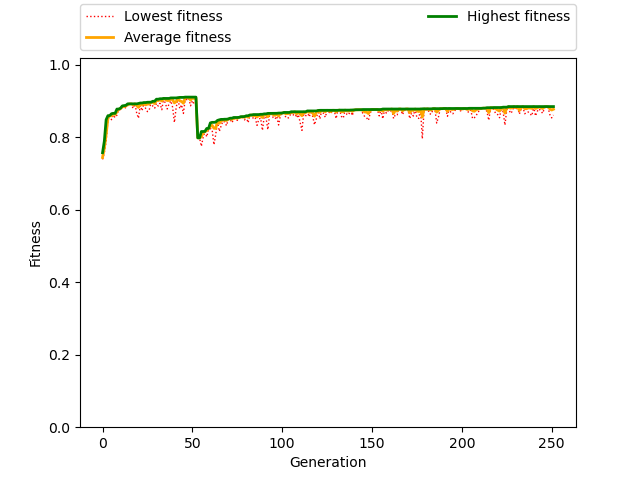 Lowest fitness
Average fitness
Highest fitness
1.0
0.8
0.6
0.4
0.2
0.0
Fitness
0 50 100 150 200 250
Generation